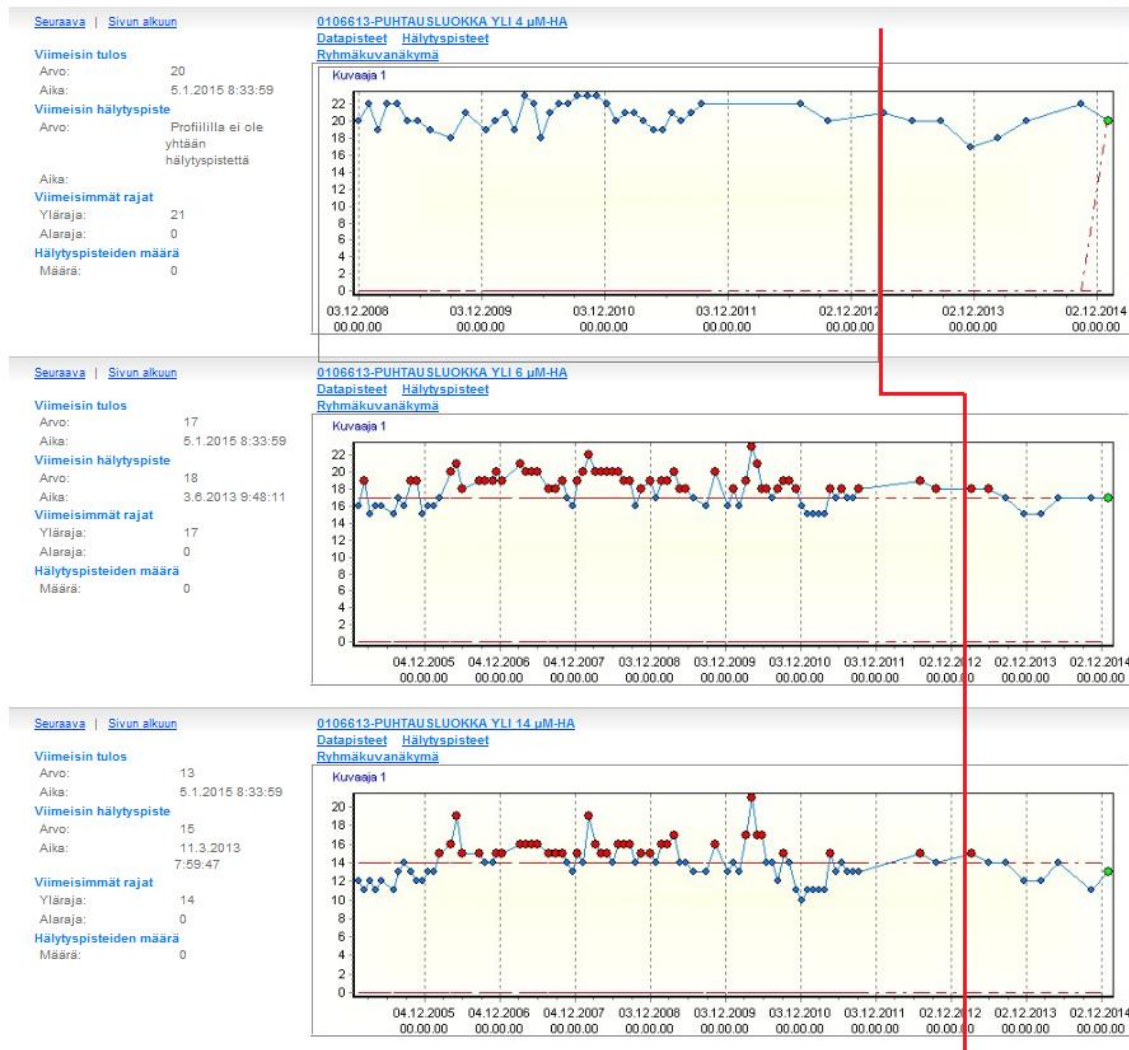 Seuraava | Sivun alkuun
Viimeisin tulos
Arvo: 20
Aika: 5.1.2015 8:33:59
Viimeisin hälytyspiste
Arvo: Profiililla ei ole
yhtään
hälytyspistettä
Aika:
Viimeisimmät rajat
Yläraja: 21
Alaraja: 0
Hälytyspisteiden määrä
Määrä: 0
0106613-PUHTAUSLUOKKA YLI 4 µM-HA
Datapisteet Hälytyspisteet
Ryhmäkuvanäkymä
Kuvaaja 1
22
20
18
16
14
12
10
8
6
4
2
0
03.12.2008 03.12.2009 03.12.2010 03.12.2011 02.12.2012 02.12.2013 02.12.2014
00.00.00 00.00.00 00.00.00 00.00.00 00.00.00 00.00.00 00.00.00
Seuraava | Sivun alkuun
Viimeisin tulos
Arvo: 17
Aika: 5.1.2015 8:33:59
Viimeisin hälytyspiste
Arvo: 18
Aika: 3.6.2013 9:48:11
Viimeisimmät rajat
Yläraja: 17
Alaraja: 0
Hälytyspisteiden määrä
Määrä: 0
0106613-PUHTAUSLUOKKA YLI 6 µM-HA
Datapisteet Hälytyspisteet
Ryhmäkuvanäkymä
Kuvaaja 1
22
20
18
16
14
12
10
8
6
4
2
0
04.12.2005 04.12.2006 04.12.2007 03.12.2008 03.12.2009 03.12.2010 03.12.2011 02.12.2012 02.12.2013 02.12.2014
00.00.00 00.00.00 00.00.00 00.00.00 00.00.00 00.00.00 00.00.00 00.00.00 00.00.00 00.00.00
Seuraava | Sivun alkuun
Viimeisin tulos
Arvo: 13
Aika: 5.1.2015 8:33:59
Viimeisin hälytyspiste
Arvo: 15
Aika: 11.3.2013
7:59:47
Viimeisimmät rajat
Yläraja: 14
Alaraja: 0
Hälytyspisteiden määrä
Määrä: 0
0106613-PUHTAUSLUOKKA YLI 14 µM-HA
Datapisteet Hälytyspisteet
Ryhmäkuvanäkymä
Kuvaaja 1
20
18
16
14
12
10
8
6
4
2
0
04.12.2005 04.12.2006 04.12.2007 03.12.2008 03.12.2009 03.12.2010 03.12.2011 02.12.2012 02.12.2013 02.12.2014
00.00.00 00.00.00 00.00.00 00.00.00 00.00.00 00.00.00 00.00.00 00.00.00 00.00.00 00.00.00